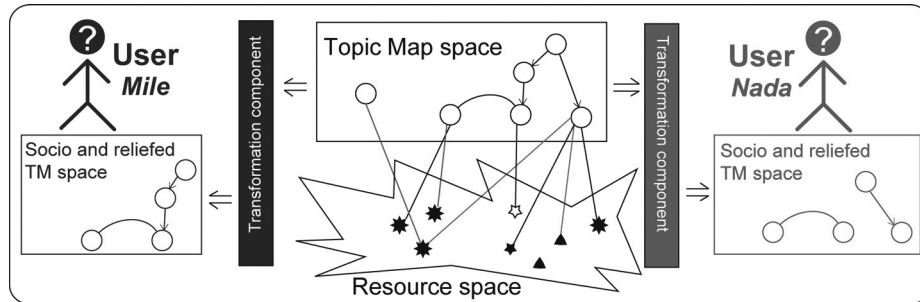 ?
User
Mile
Socio and reliefed
TM space
Transformation component
Topic Map space
Resource space
Transformation component
?
User
Nada
Socio and reliefed
TM space